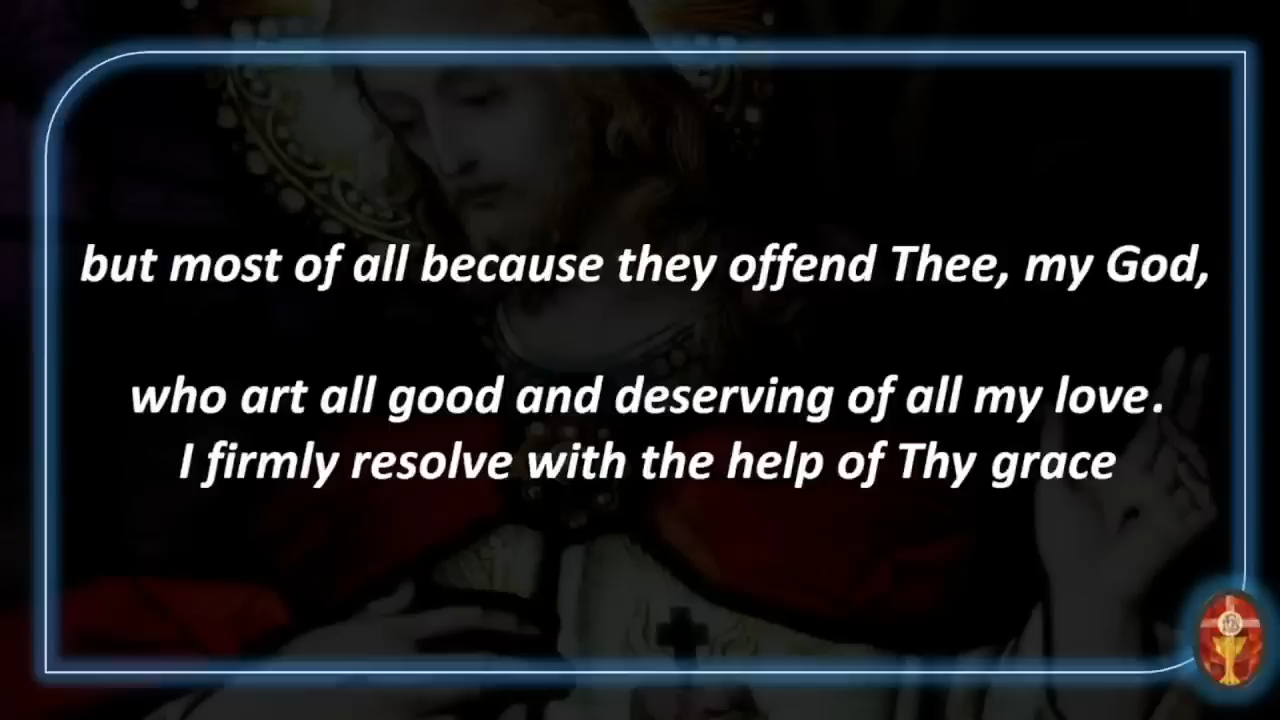 but most of all because they offend Thee, my God,
who art all good and deserving of all my love.
I firmly resolve with the help of Thy grace